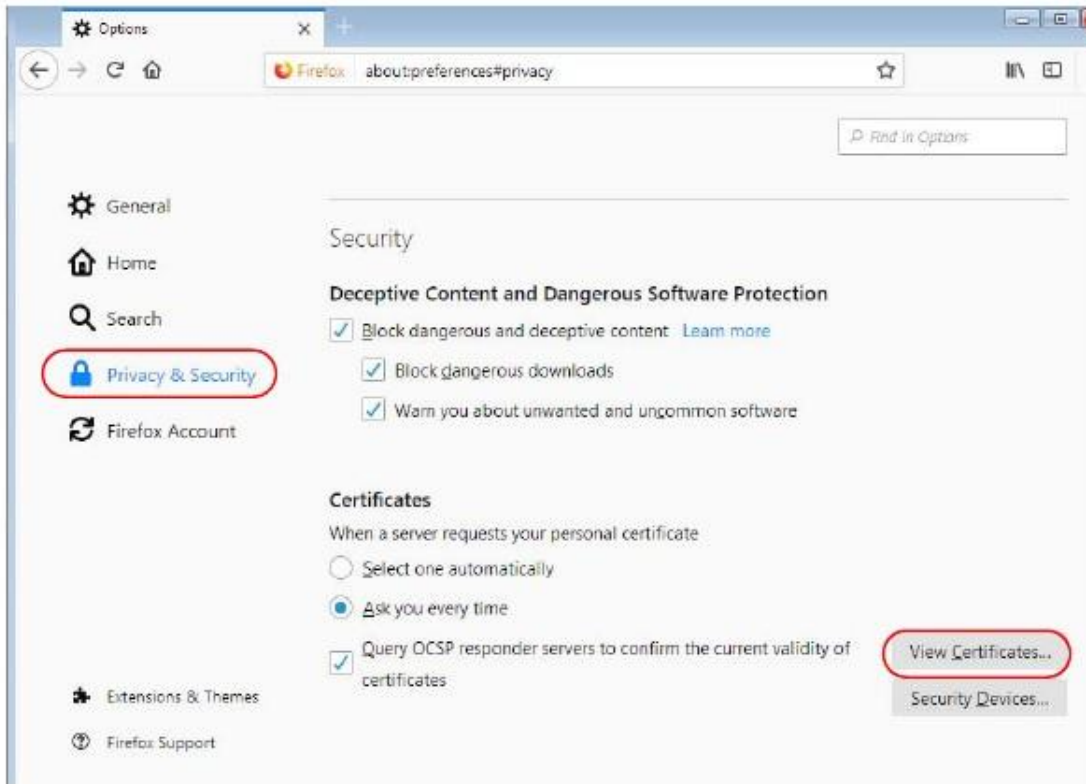 Options
Firefox about:preferences#privacy
Find in Options
General
Home
Search
Privacy & Security
Firefox Account
Extensions & Themes
Firefox Support
Security
Deceptive Content and Dangerous Software Protection
Block dangerous and deceptive content Learn more
Block dangerous downloads
Warn you about unwanted and uncommon software
Certificates
When a server requests your personal certificate
Select one automatically
Ask you every time
Query OCSP responder servers to confirm the current validity of
certificates
View Certificates...
Security Devices...